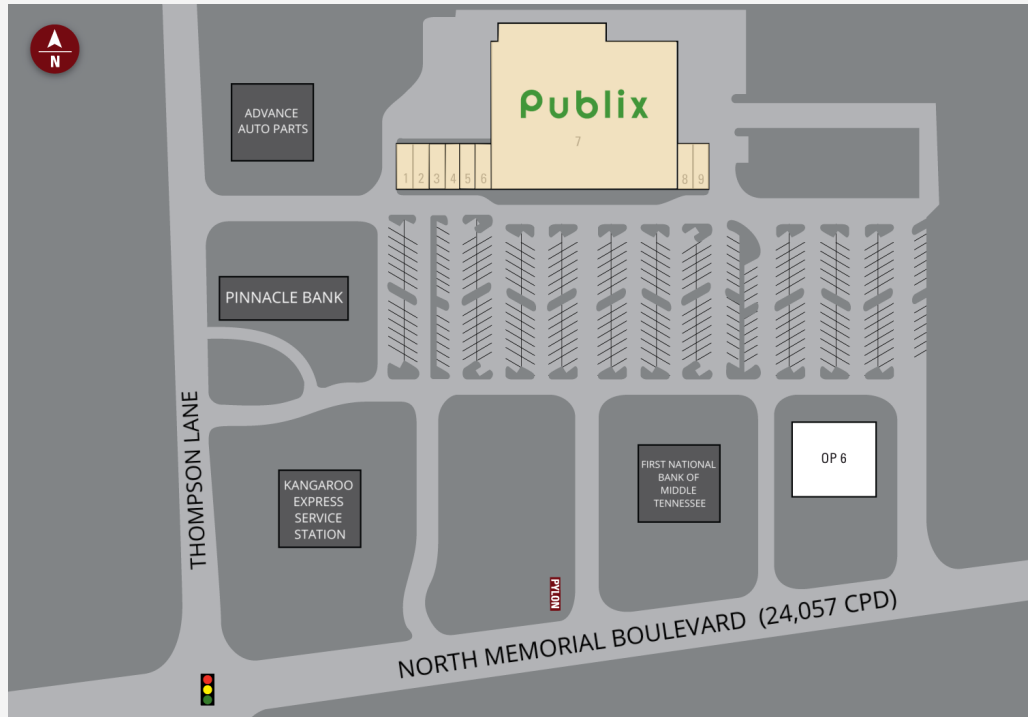 N
ADVANCE
AUTO PARTS
Publix
7
1 2 3 4 5 6
8 9
PINNACLE BANK
THOMPSON LANE
KANGAROO
EXPRESS
SERVICE
STATION
FIRST NATIONAL
BANK OF
MIDDLE
TENNESSEE
OP 6
PYLON
NORTH MEMORIAL BOULEVARD (24,057 CPD)